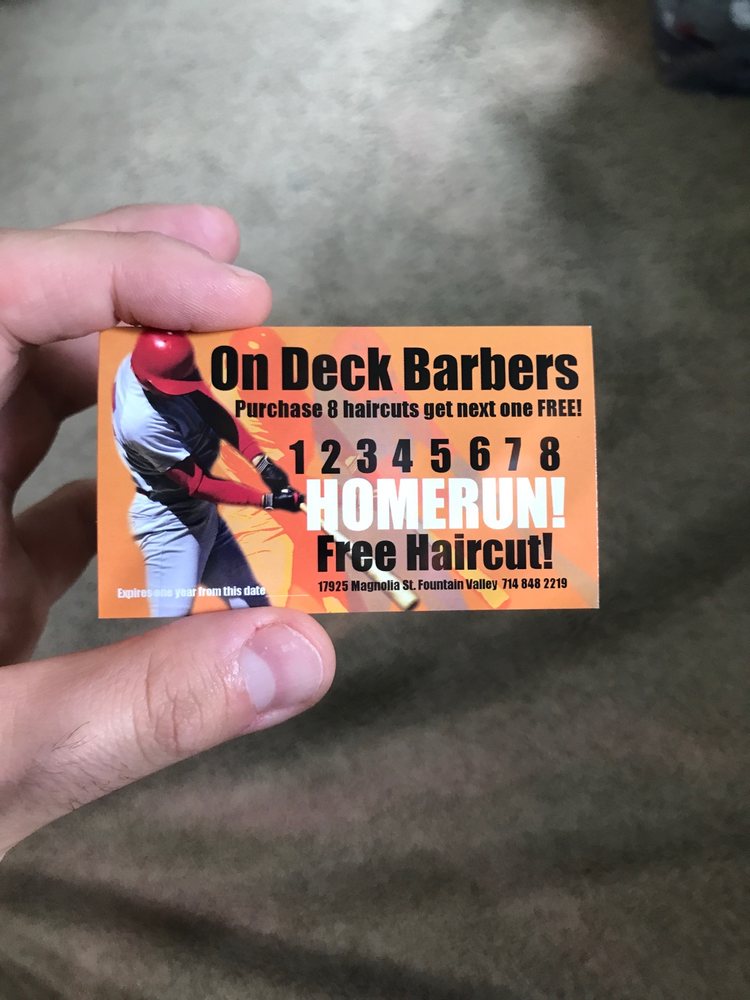 On Deck Barbers
Purchase 8 haircuts get next one FREE!
1 2 3 4 5 6 7 8
HOMERUN!
Free Haircut!
17925 Magnolia St. Fountain Valley 714 848 2219
Expires one year from this date